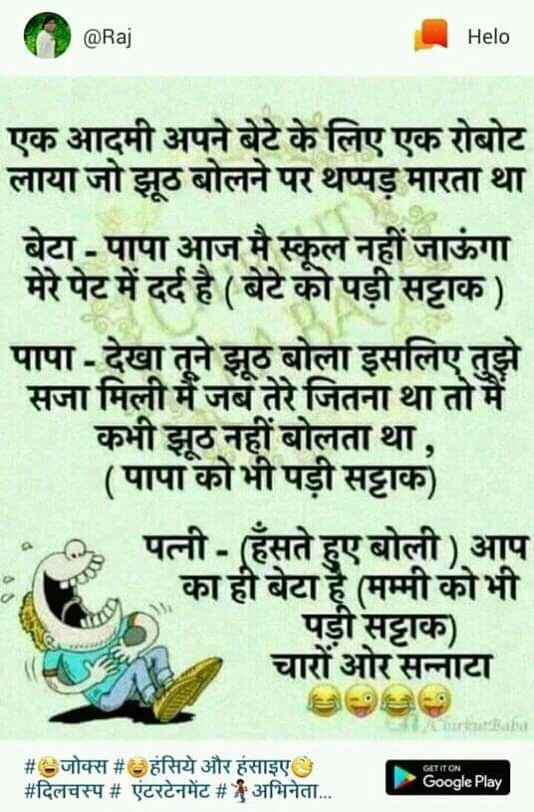 @Raj
Helo
एक आदमी अपने बेटे के लिए एक रोबोट
लाया जो झूठ बोलने पर थप्पड़ मारता था
बेटा - पापा आज मै स्कूल नहीं जाऊंगा
मेरे पेट में दर्द है ( बेटे को पड़ी सट्टाक )
पापा - देखा तूने झूठ बोला इसलिए तुझे
सजा मिली मैं जब तेरे जितना था तो मैं
कभी झूठ नहीं बोलता था ,
( पापा को भी पड़ी सट्टाक)
पत्नी - (हँसते हुए बोली ) आप
का ही बेटा है (मम्मी को भी
पड़ी सट्टाक)
चारों ओर सन्नाटा
😂😜😂😜
/ChirkutBaba
#😄जोक्स #😄हंसिये और हंसाइए😄
#दिलचस्प # एंटरटेनमेंट #🕺अभिनेता...
GET IT ON
Google Play